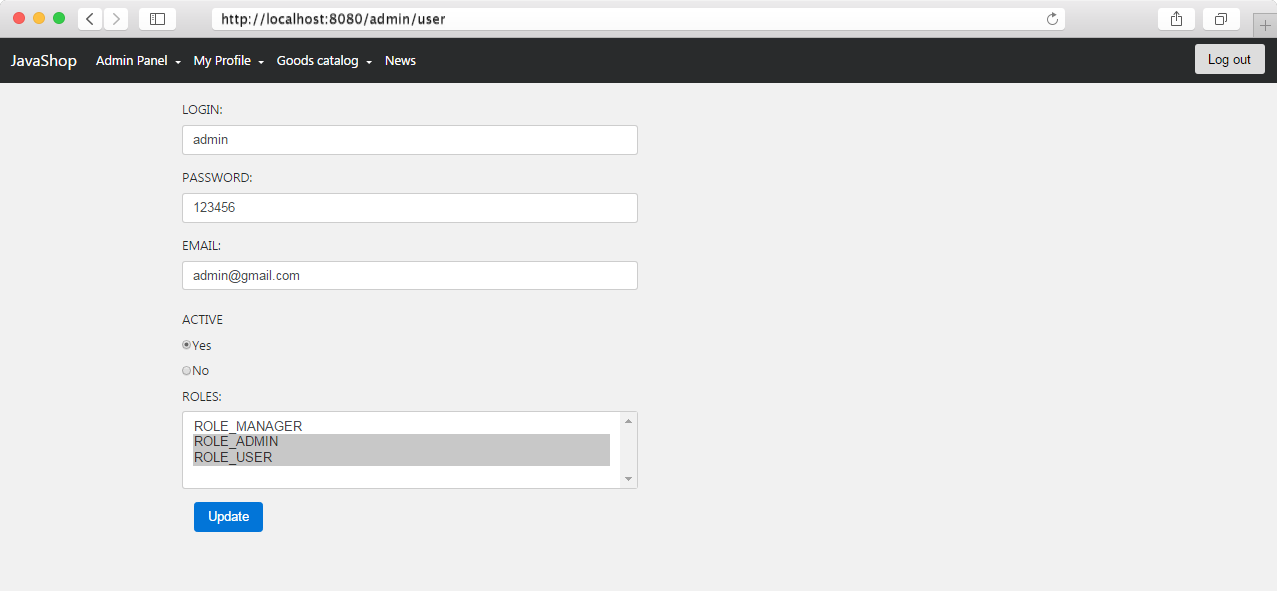 http://localhost:8080/admin/user
JavaShop Admin Panel My Profile Goods catalog News Log out
LOGIN:
admin
PASSWORD:
123456
EMAIL:
admin@gmail.com
ACTIVE
Yes
No
ROLES:
ROLE_MANAGER
ROLE_ADMIN
ROLE_USER
Update